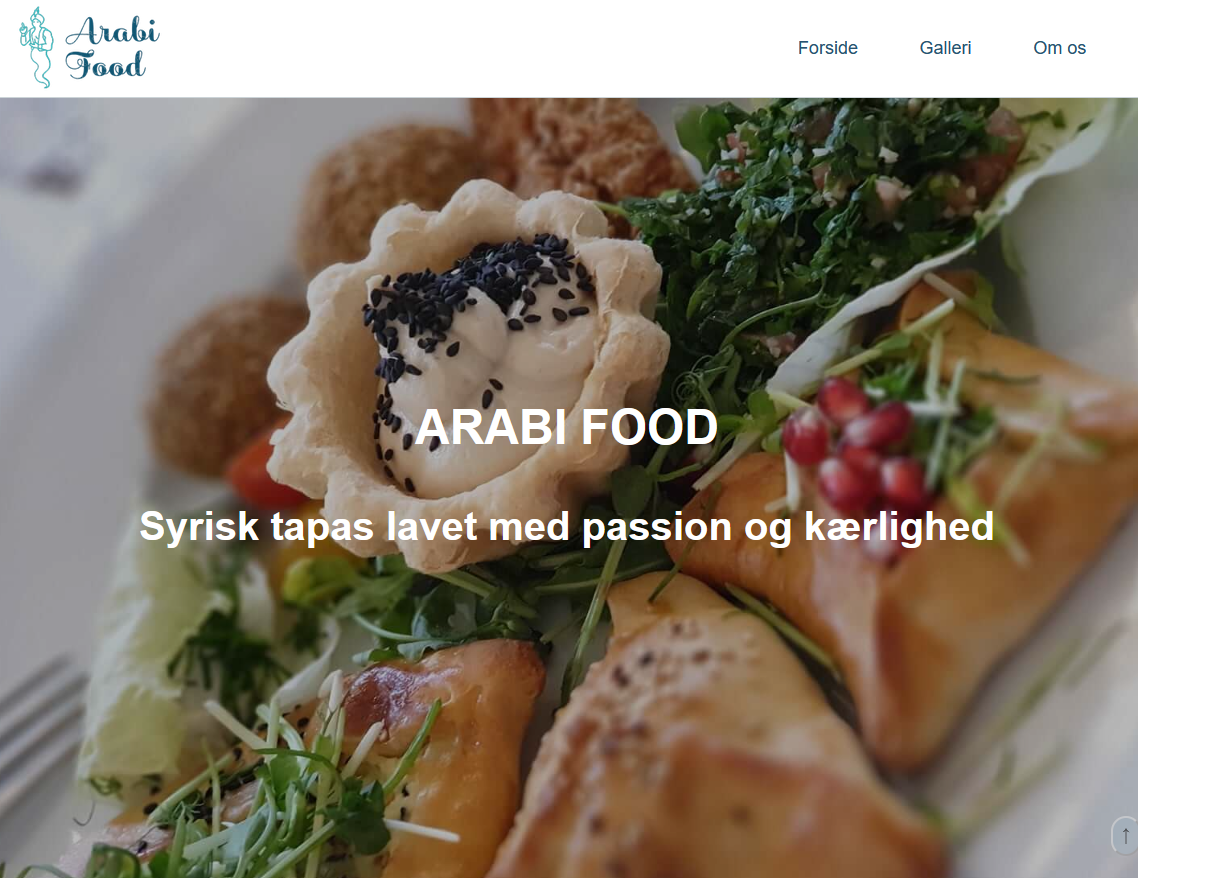 Arabi
Food
Forside Galleri Om os
ARABI FOOD
Syrisk tapas lavet med passion og kærlighed
↑